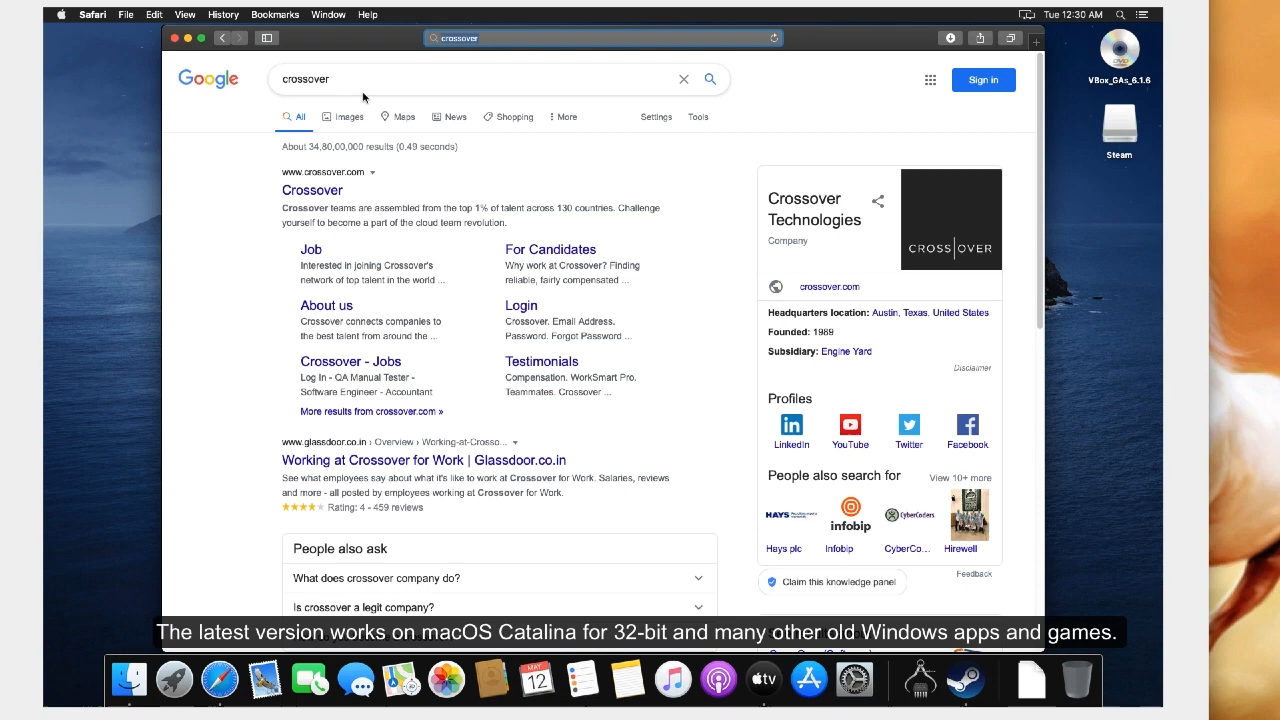 Safari File Edit View History Bookmarks Window Help
Tue 12:30 AM
crossover
VBox_GAs_6.1.6
Steam
Google
crossover
Sign in
All Images Maps News Shopping More Settings Tools
About 34,80,00,000 results (0.49 seconds)
www.crossover.com
Crossover
Crossover teams are assembled from the top 1% of talent across 130 countries. Challenge
yourself to become a part of the cloud team revolution.
Job
Interested in joining Crossover's
network of top talent in the world ...
For Candidates
Why work at Crossover? Finding
reliable, fairly compensated ...
About us
Crossover connects companies to
the best talent from around the ...
Login
Crossover. Email Address.
Password. Forgot Password ...
Crossover - Jobs
Log In - QA Manual Tester -
Software Engineer - Accountant
Testimonials
Compensation. WorkSmart Pro.
Teammates. Crossover ...
More results from crossover.com »
www.glassdoor.co.in › Overview › Working-at-Crosso...
Working at Crossover for Work | Glassdoor.co.in
See what employees say about what it's like to work at Crossover for Work. Salaries, reviews
and more - all posted by employees working at Crossover for Work.
Rating: 4 - 459 reviews
People also ask
What does crossover company do?
Is crossover a legit company?
Crossover
Technologies
Company
CROSS|OVER
crossover.com
Headquarters location: Austin, Texas, United States
Founded: 1989
Subsidiary: Engine Yard
Disclaimer
Profiles
LinkedIn YouTube Twitter Facebook
People also search for View 10+ more
HAYS
infobip
CyberCoders
Hays plc Infobip CyberCo... Hirewell
Feedback
Claim this knowledge panel
The latest version works on macOS Catalina for 32-bit and many other old Windows apps and games.
MAY
12
tv